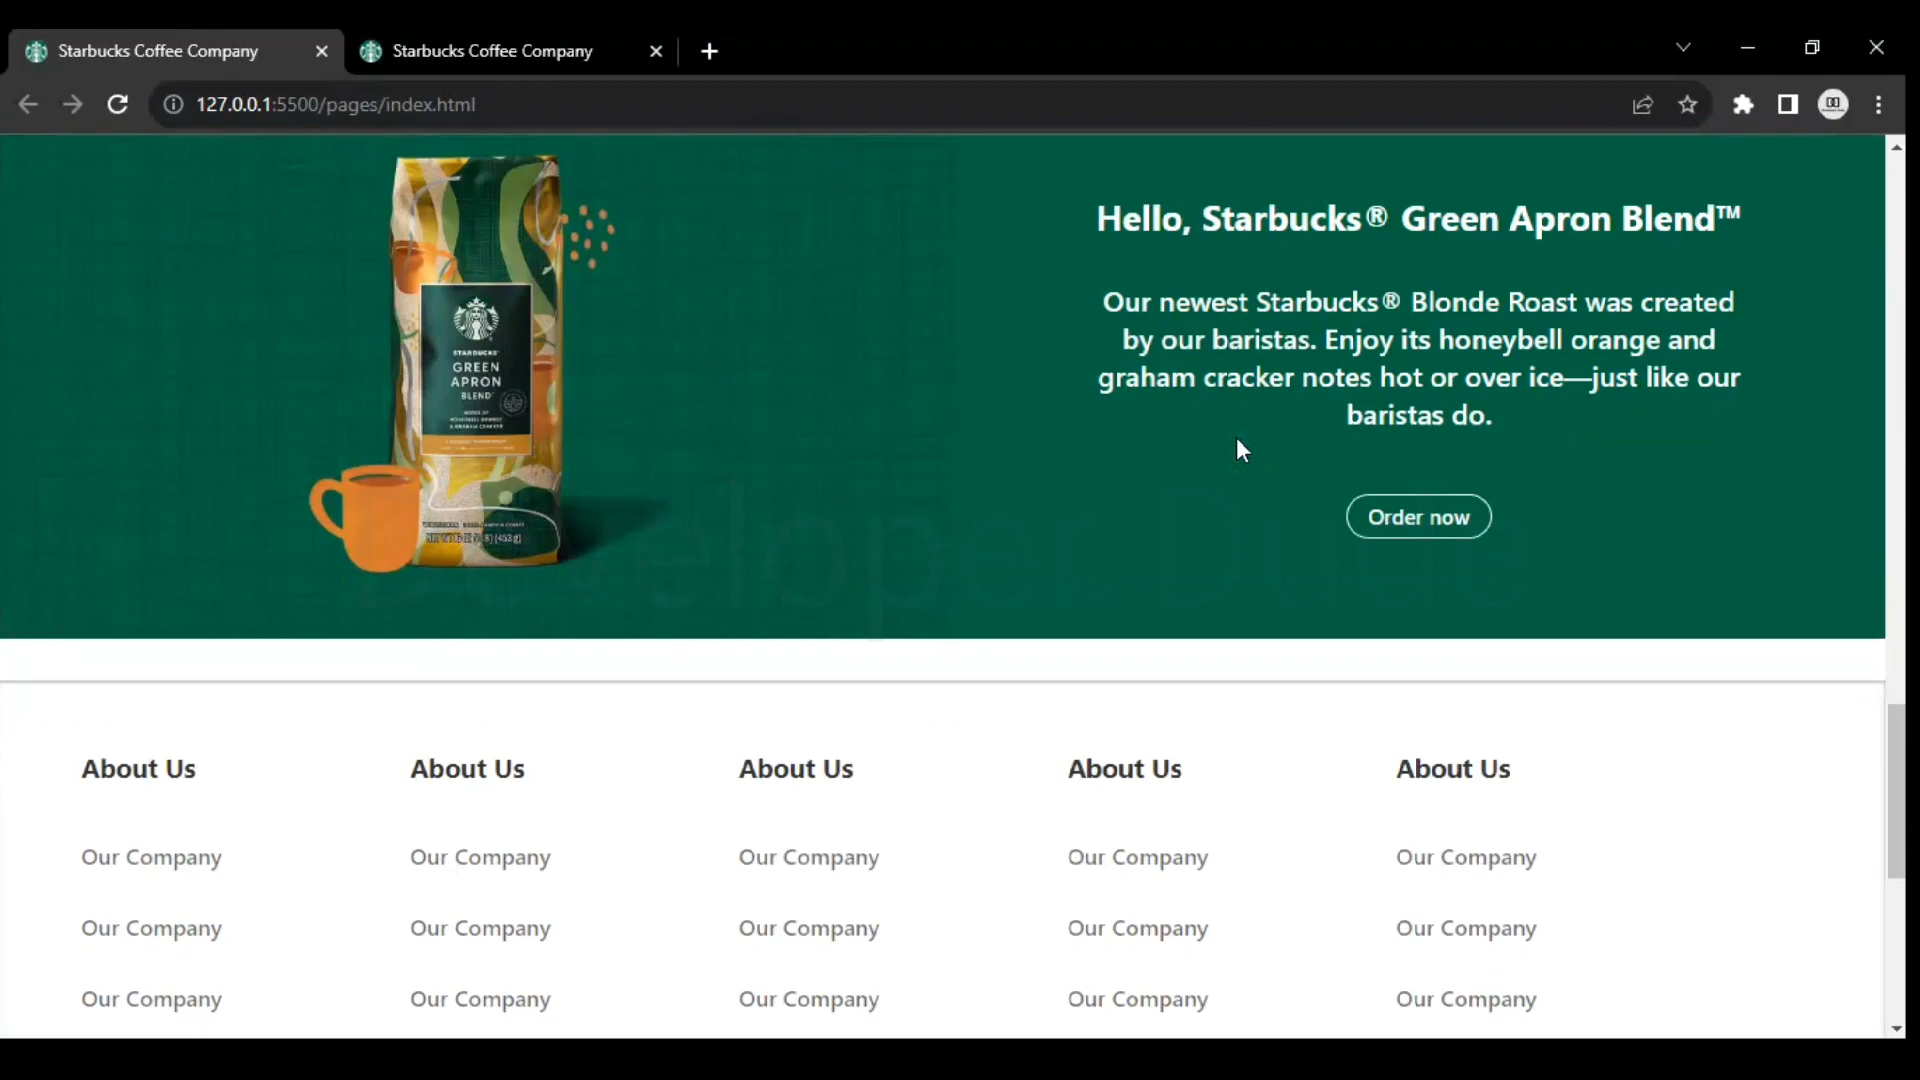 Starbucks Coffee Company
Starbucks Coffee Company
127.0.0.1:5500/pages/index.html
Hello, Starbucks® Green Apron Blend™
Our newest Starbucks® Blonde Roast was created
by our baristas. Enjoy its honeybell orange and
graham cracker notes hot or over ice—just like our
baristas do.
Order now
STARBUCKS®
GREEN
APRON
BLEND™
NOTES OF
HONEYBELL ORANGE
& GRAHAM CRACKER
Developer
About Us About Us About Us About Us About Us
Our Company Our Company Our Company Our Company Our Company
Our Company Our Company Our Company Our Company Our Company
Our Company Our Company Our Company Our Company Our Company